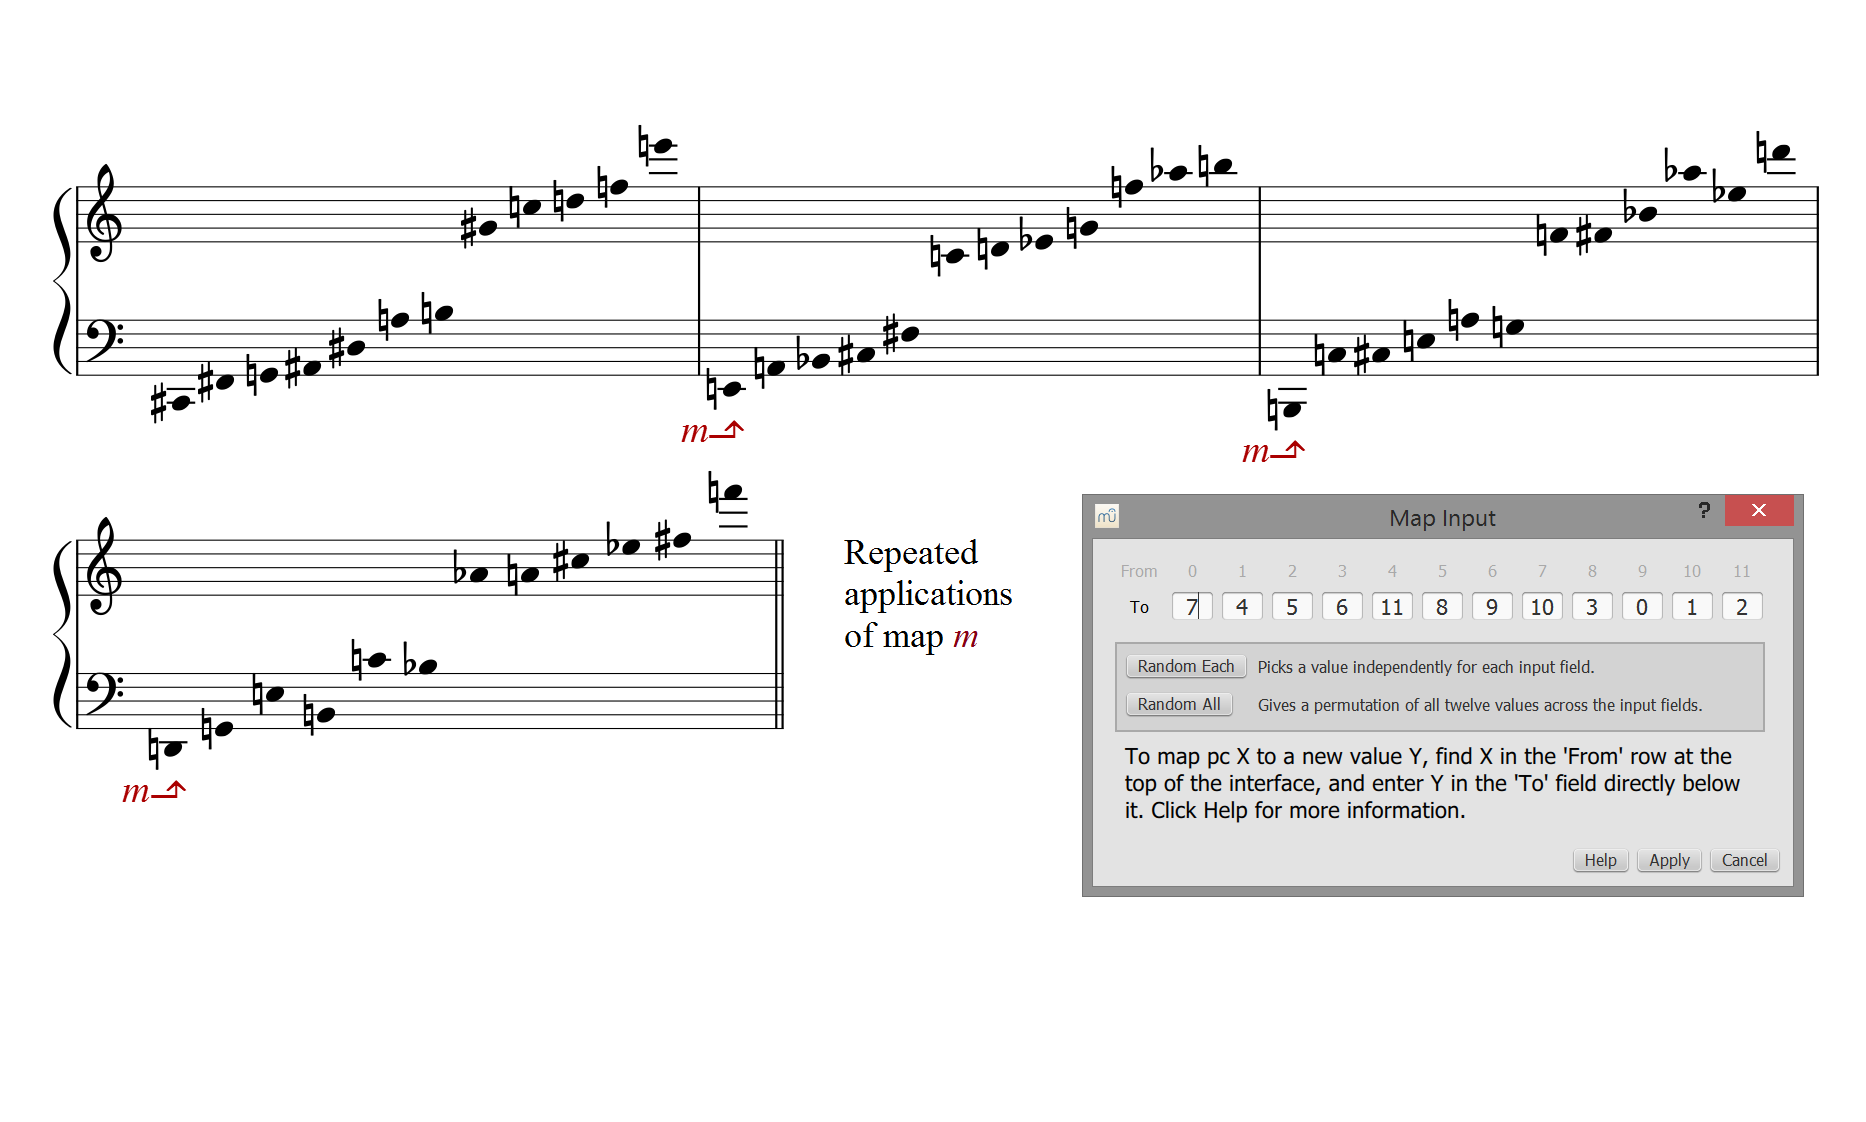 m
m
m
Repeated
applications
of map m
Map Input
?
From 0 1 2 3 4 5 6 7 8 9 10 11
To 7 4 5 6 11 8 9 10 3 0 1 2
Random Each Picks a value independently for each input field.
Random All Gives a permutation of all twelve values across the input fields.
To map pc X to a new value Y, find X in the 'From' row at the
top of the interface, and enter Y in the 'To' field directly below
it. Click Help for more information.
Help Apply Cancel